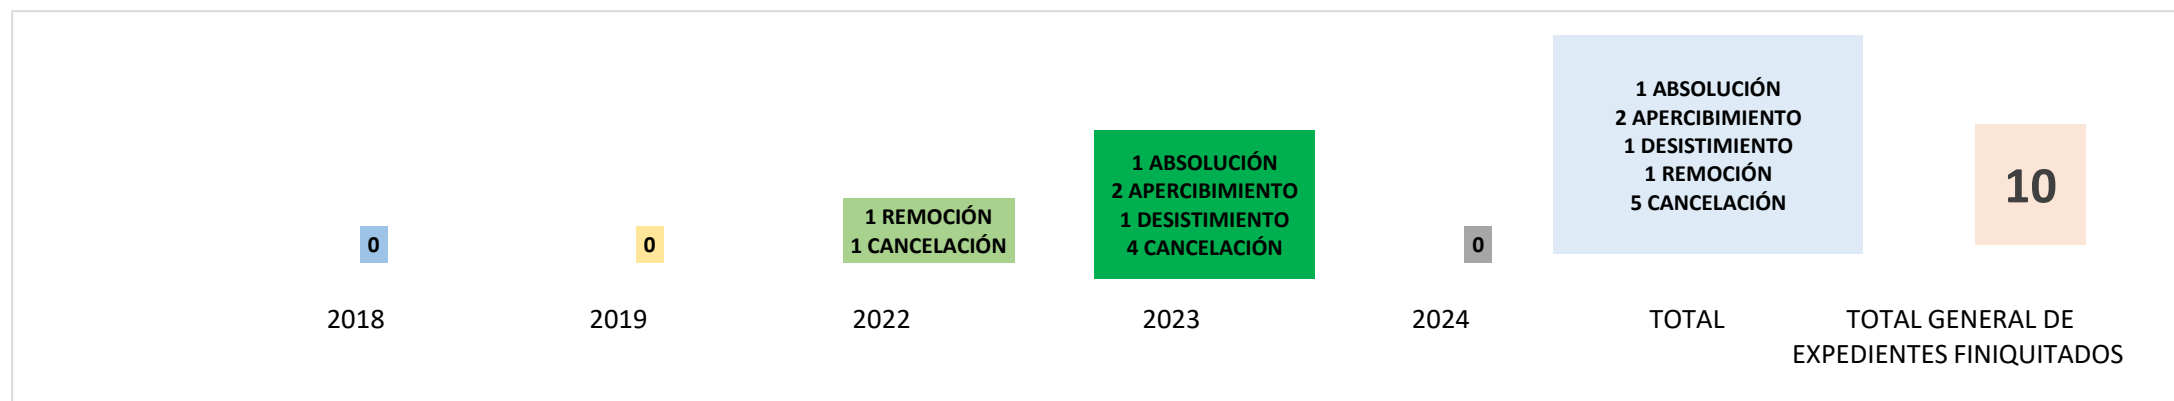 0
0
1 REMOCIÓN
1 CANCELACIÓN
1 ABSOLUCIÓN
2 APERCIBIMIENTO
1 DESISTIMIENTO
4 CANCELACIÓN
0
1 ABSOLUCIÓN
2 APERCIBIMIENTO
1 DESISTIMIENTO
1 REMOCIÓN
5 CANCELACIÓN
10
2018
2019
2022
2023
2024
TOTAL
TOTAL GENERAL DE
EXPEDIENTES FINIQUITADOS